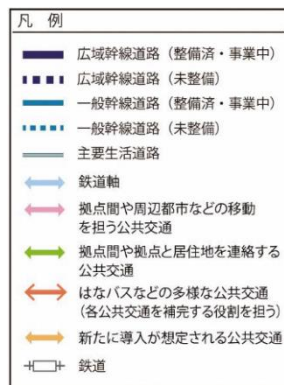 凡 例
広域幹線道路（整備済・事業中）
広域幹線道路（未整備）
一般幹線道路（整備済・事業中）
一般幹線道路（未整備）
主要生活道路
鉄道軸
拠点間や周辺都市などの移動
を担う公共交通
拠点間や拠点と居住地を連絡する
公共交通
はなバスなどの多様な公共交通
（各公共交通を補完する役割を担う）
新たに導入が想定される公共交通
鉄道